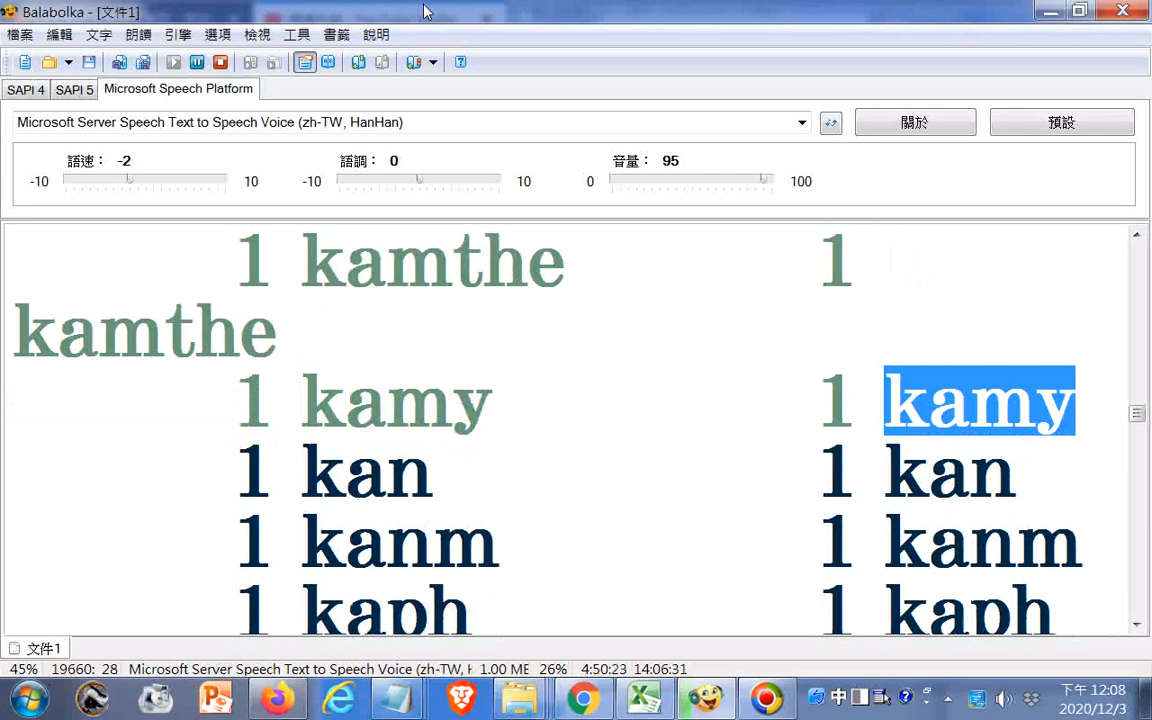 Balabolka - [文件1]
檔案 編輯 文字 朗讀 引擎 選項 檢視 工具 書籤 說明
SAPI 4 SAPI 5 Microsoft Speech Platform
Microsoft Server Speech Text to Speech Voice (zh-TW, HanHan) 關於 預設
語速： -2 語調： 0 音量： 95
-10 10 -10 10 0 100
1 kamthe 1
kamthe
1 kamy 1 kamy
1 kan 1 kan
1 kanm 1 kanm
1 kaph 1 kaph
文件1
45% 19660: 28 Microsoft Server Speech Text to Speech Voice (zh-TW, 1.00 ME 26% 4:50:23 14:06:31
中 下午 12:08
2020/12/3